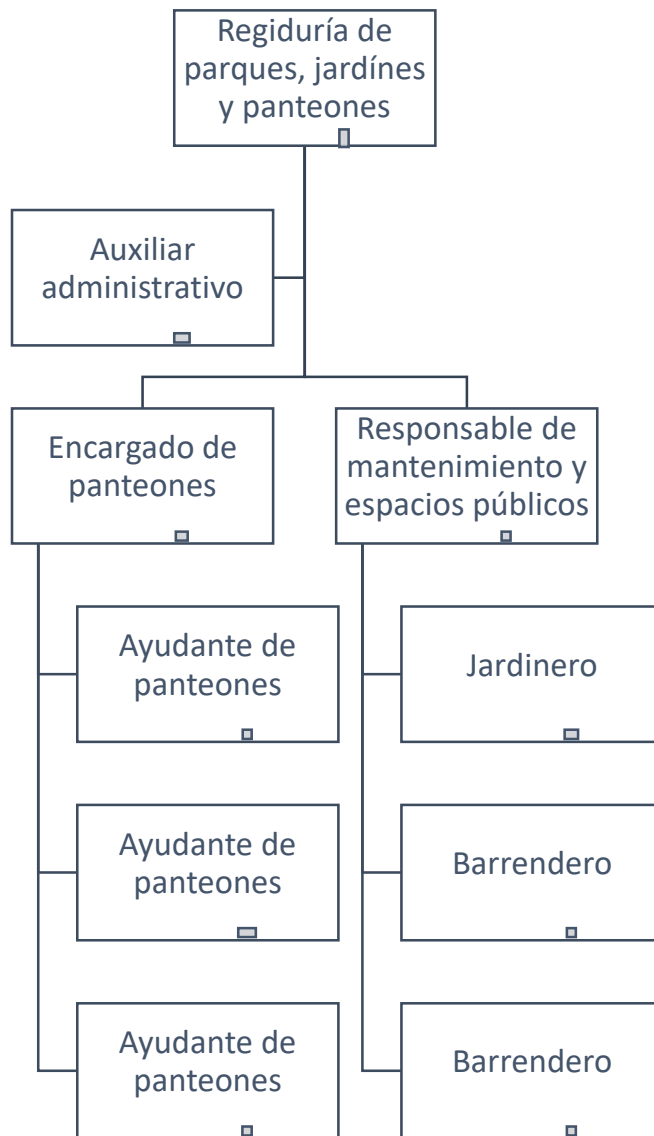 Regiduría de
parques, jardínes
y panteones
Auxiliar
administrativo
Encargado de
panteones
Responsable de
mantenimiento y
espacios públicos
Ayudante de
panteones
Jardinero
Ayudante de
panteones
Barrendero
Ayudante de
panteones
Barrendero